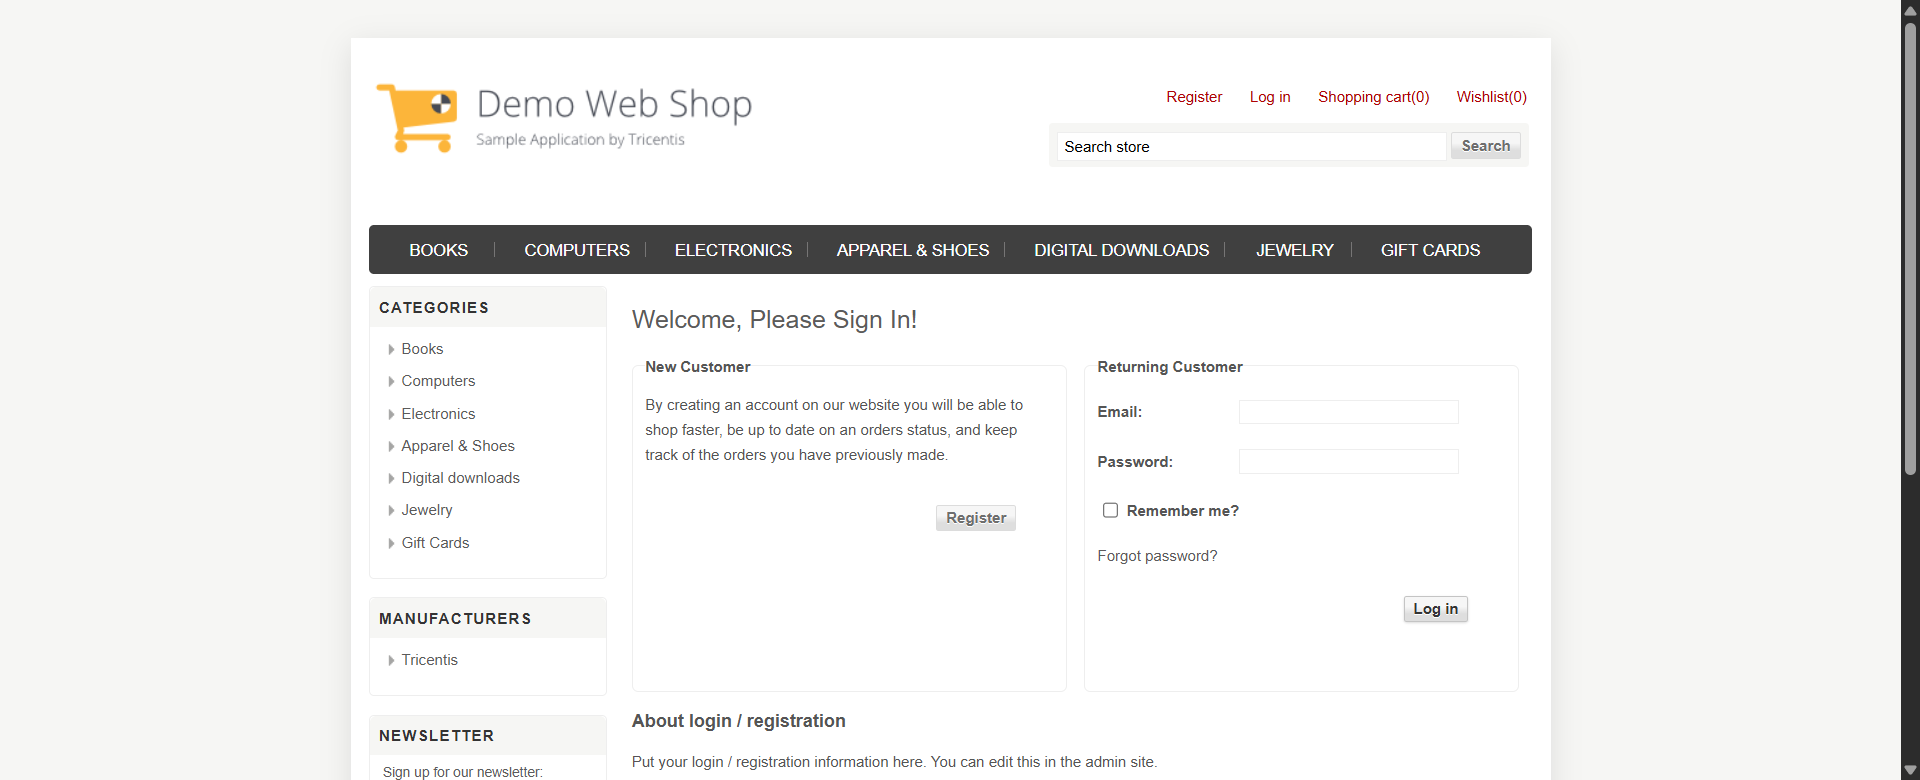 Demo Web Shop
Sample Application by Tricentis
Register Log in Shopping cart(0) Wishlist(0)
Search store Search
BOOKS COMPUTERS ELECTRONICS APPAREL & SHOES DIGITAL DOWNLOADS JEWELRY GIFT CARDS
CATEGORIES
Books
Computers
Electronics
Apparel & Shoes
Digital downloads
Jewelry
Gift Cards
MANUFACTURERS
Tricentis
NEWSLETTER
Sign up for our newsletter:
Welcome, Please Sign In!
New Customer
By creating an account on our website you will be able to
shop faster, be up to date on an orders status, and keep
track of the orders you have previously made.
Register
Returning Customer
Email:
Password:
Remember me?
Forgot password?
Log in
About login / registration
Put your login / registration information here. You can edit this in the admin site.